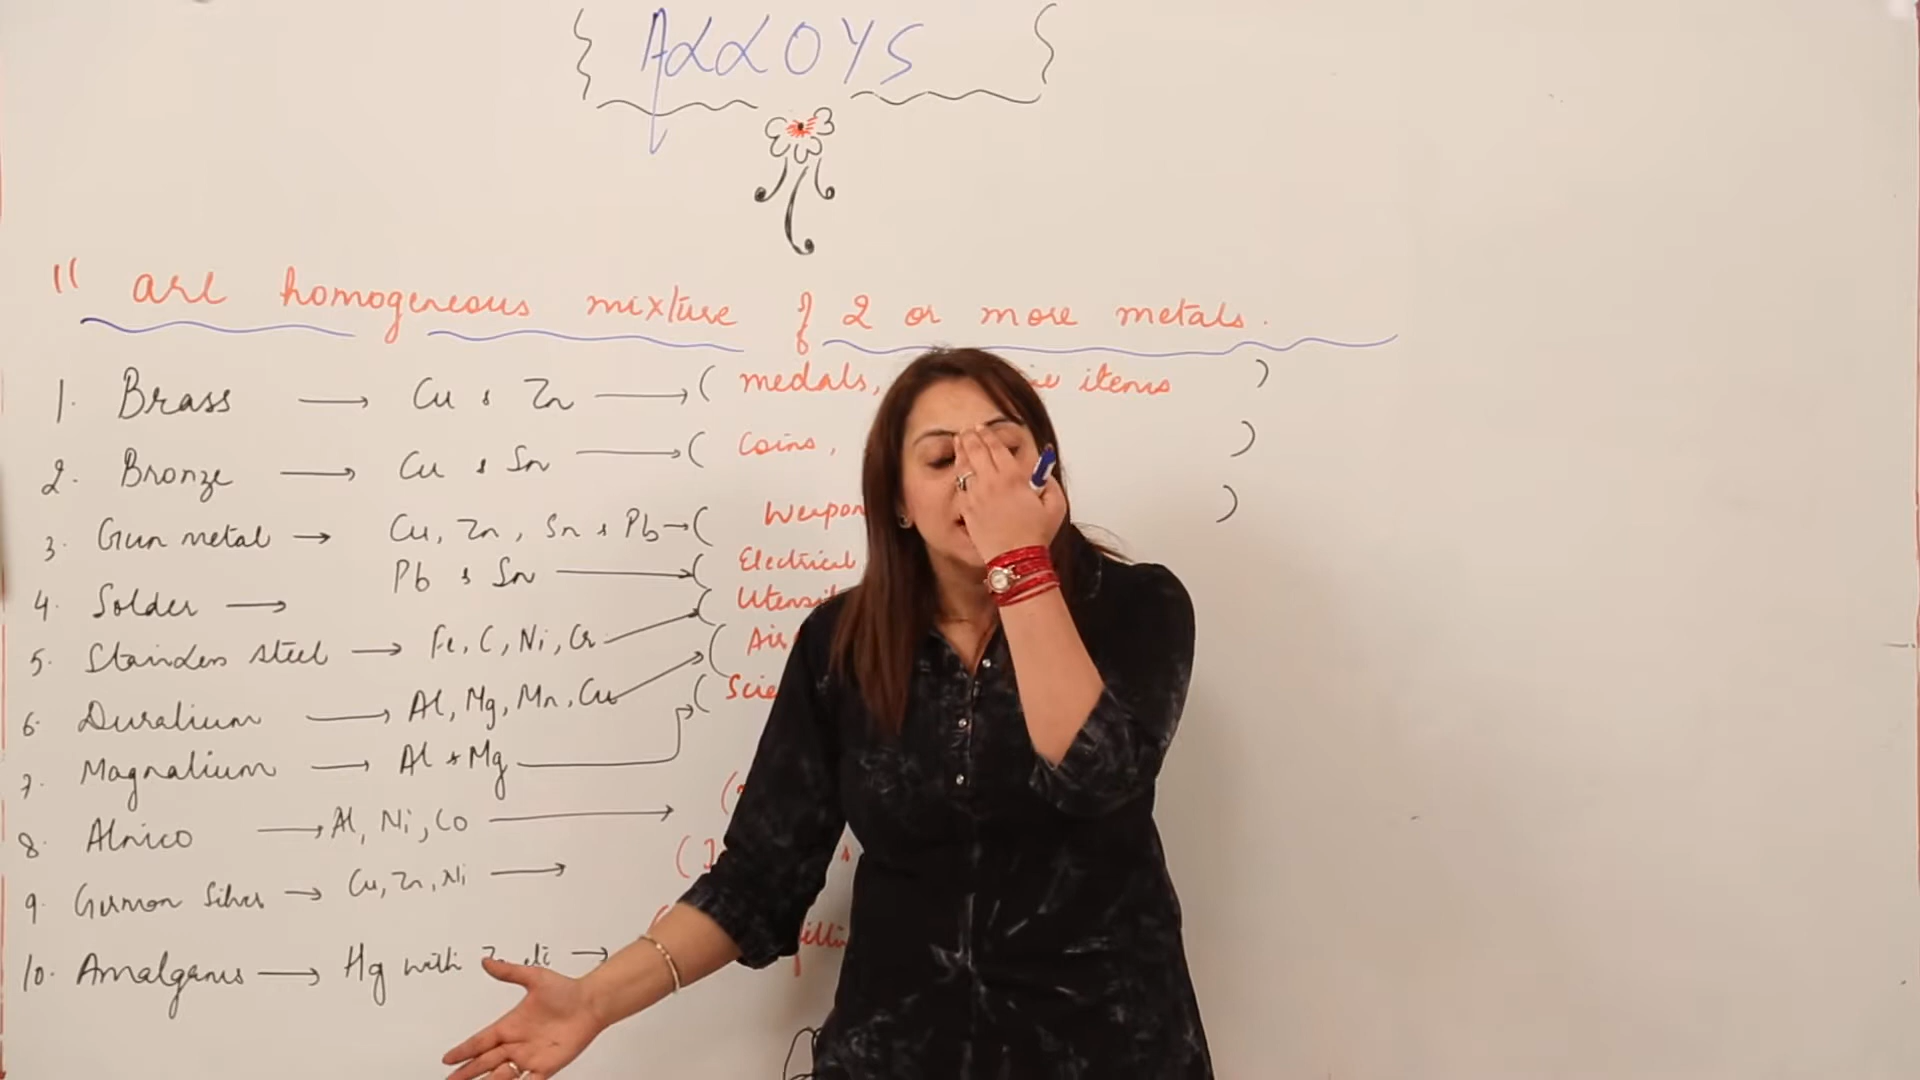 ALLOYS
" are homogeneous mixture of 2 or more metals.
1. Brass → Cu & Zn → ( medals, items )
2. Bronze → Cu & Sn → ( Coins, )
3. Gun metal → Cu, Zn, Sn & Pb → ( )
4. Solder → Pb & Sn → ( Electrical
5. Stainless steel → Fe, C, Ni, Cr → (
6. Duralium → Al, Mg, Mn, Cu → ( Air
7. Magnalium → Al & Mg → (
8. Alnico → Al, Ni, Co →
9. German Silver → Cu, Zn, Ni →
10. Amalgams → Hg with →